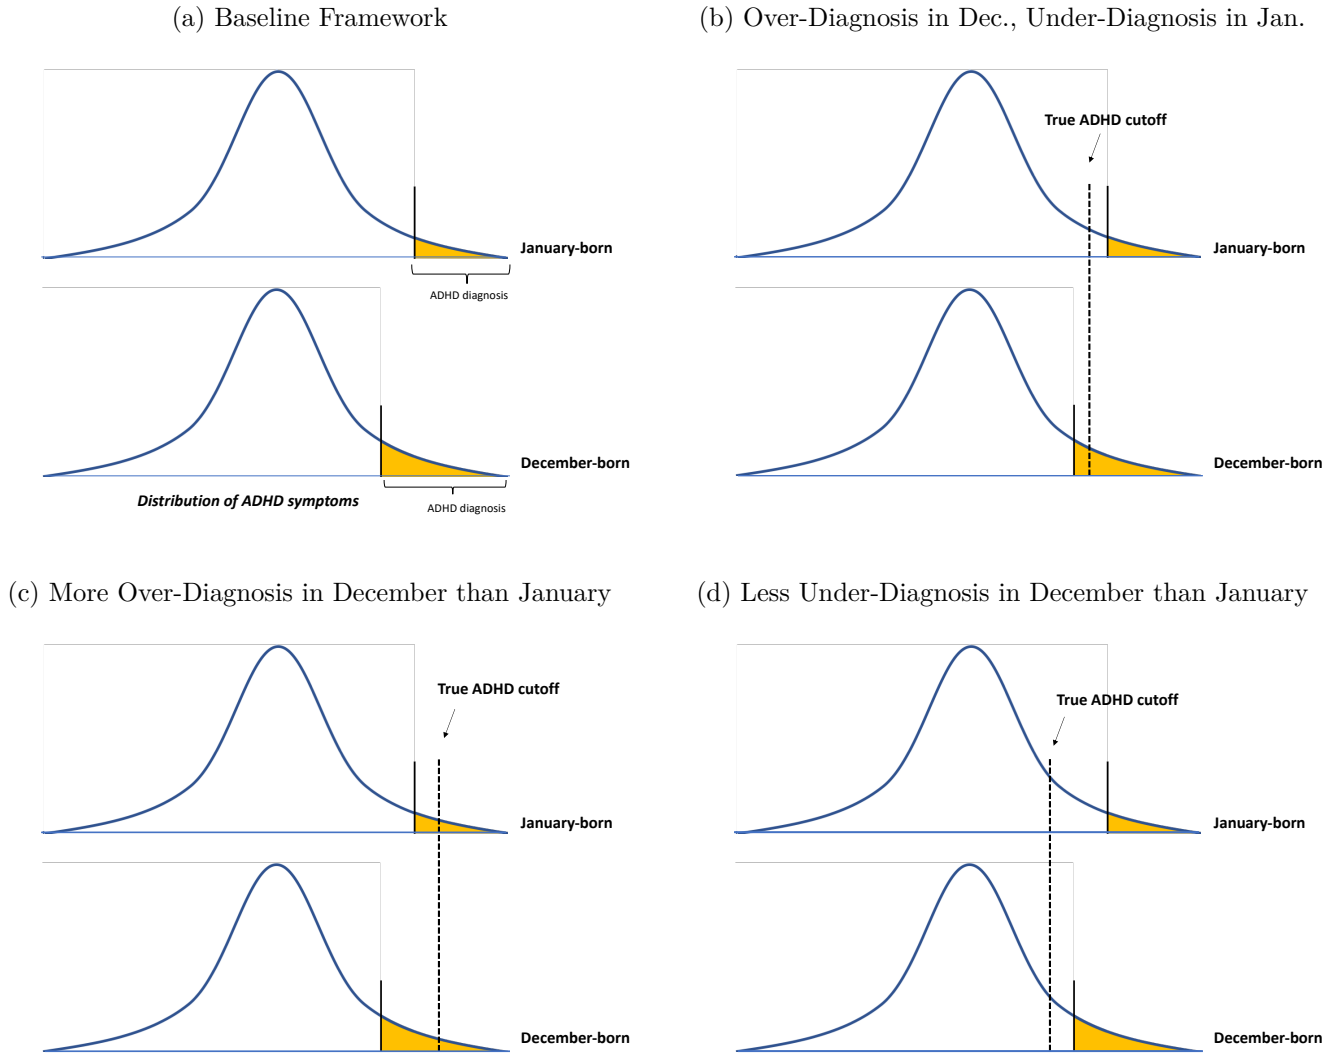 (a) Baseline Framework
January-born
ADHD diagnosis
December-born
Distribution of ADHD symptoms
ADHD diagnosis
(b) Over-Diagnosis in Dec., Under-Diagnosis in Jan.
True ADHD cutoff
January-born
December-born
(c) More Over-Diagnosis in December than January
True ADHD cutoff
January-born
December-born
(d) Less Under-Diagnosis in December than January
True ADHD cutoff
January-born
December-born